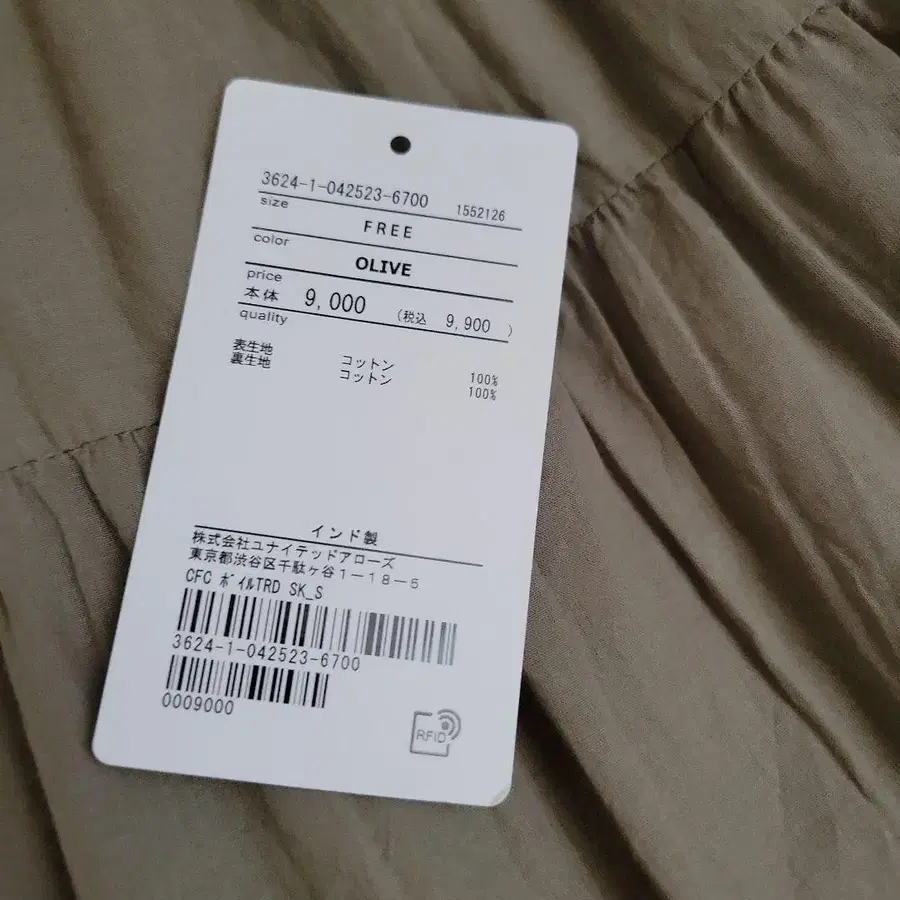 3624-1-042523-6700 1552126
size
FREE
color
OLIVE
price
本体 9,000 (税込 9,900 )
quality
表生地 コットン 100%
裏生地 コットン 100%
インド製
株式会社ユナイテッドアローズ
東京都渋谷区千駄ヶ谷1-18-5
CFC ボイルTRD SK_S
3624-1-042523-6700
0009000
RFID